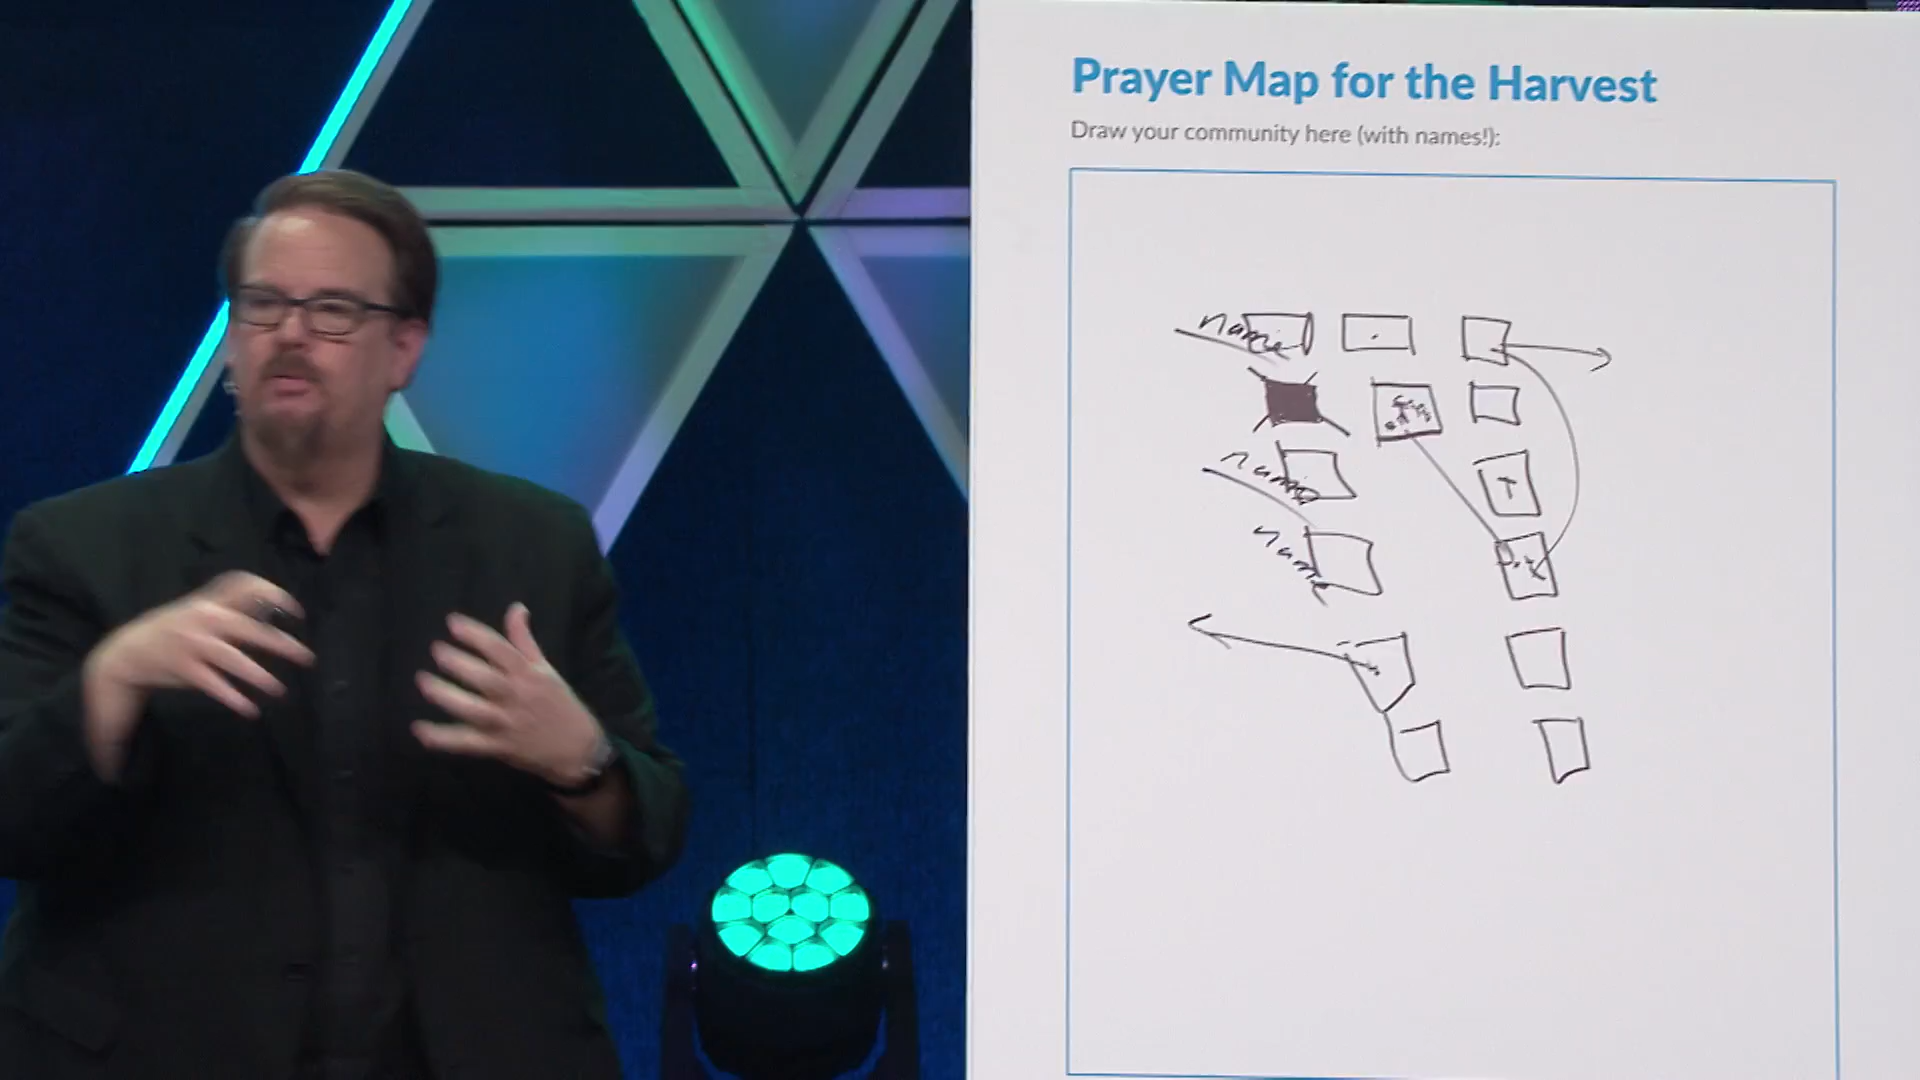 Prayer Map for the Harvest
Draw your community here (with names!):
name
name
name
T